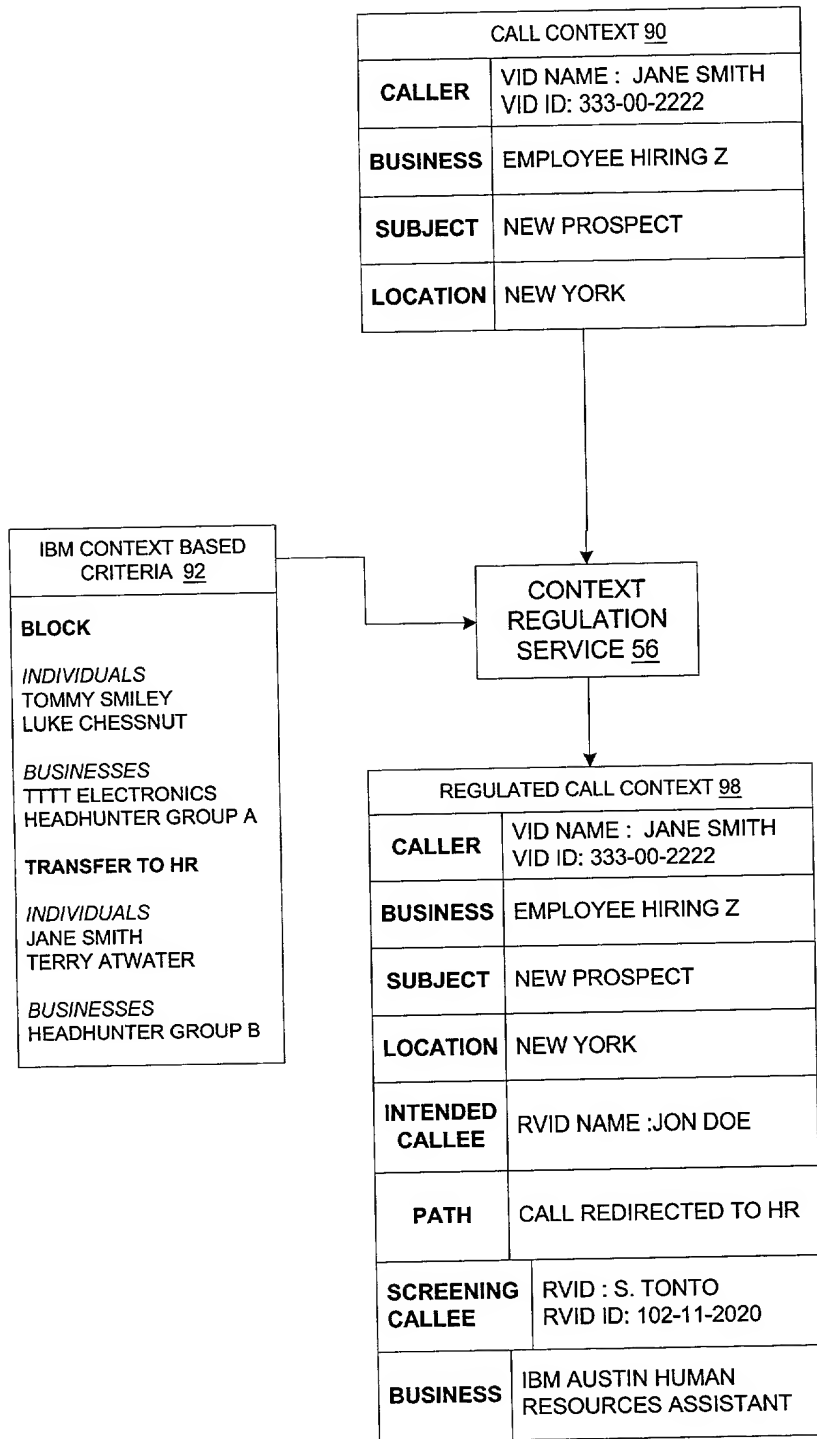 CALL CONTEXT 90
CALLER
VID NAME : JANE SMITH
VID ID: 333-00-2222
BUSINESS
EMPLOYEE HIRING Z
SUBJECT
NEW PROSPECT
LOCATION
NEW YORK
IBM CONTEXT BASED
CRITERIA 92
BLOCK
INDIVIDUALS
TOMMY SMILEY
LUKE CHESSNUT
BUSINESSES
TTTT ELECTRONICS
HEADHUNTER GROUP A
TRANSFER TO HR
INDIVIDUALS
JANE SMITH
TERRY ATWATER
BUSINESSES
HEADHUNTER GROUP B
CONTEXT
REGULATION
SERVICE 56
REGULATED CALL CONTEXT 98
CALLER
VID NAME : JANE SMITH
VID ID: 333-00-2222
BUSINESS
EMPLOYEE HIRING Z
SUBJECT
NEW PROSPECT
LOCATION
NEW YORK
INTENDED
CALLEE
RVID NAME :JON DOE
PATH
CALL REDIRECTED TO HR
SCREENING
CALLEE
RVID : S. TONTO
RVID ID: 102-11-2020
BUSINESS
IBM AUSTIN HUMAN
RESOURCES ASSISTANT